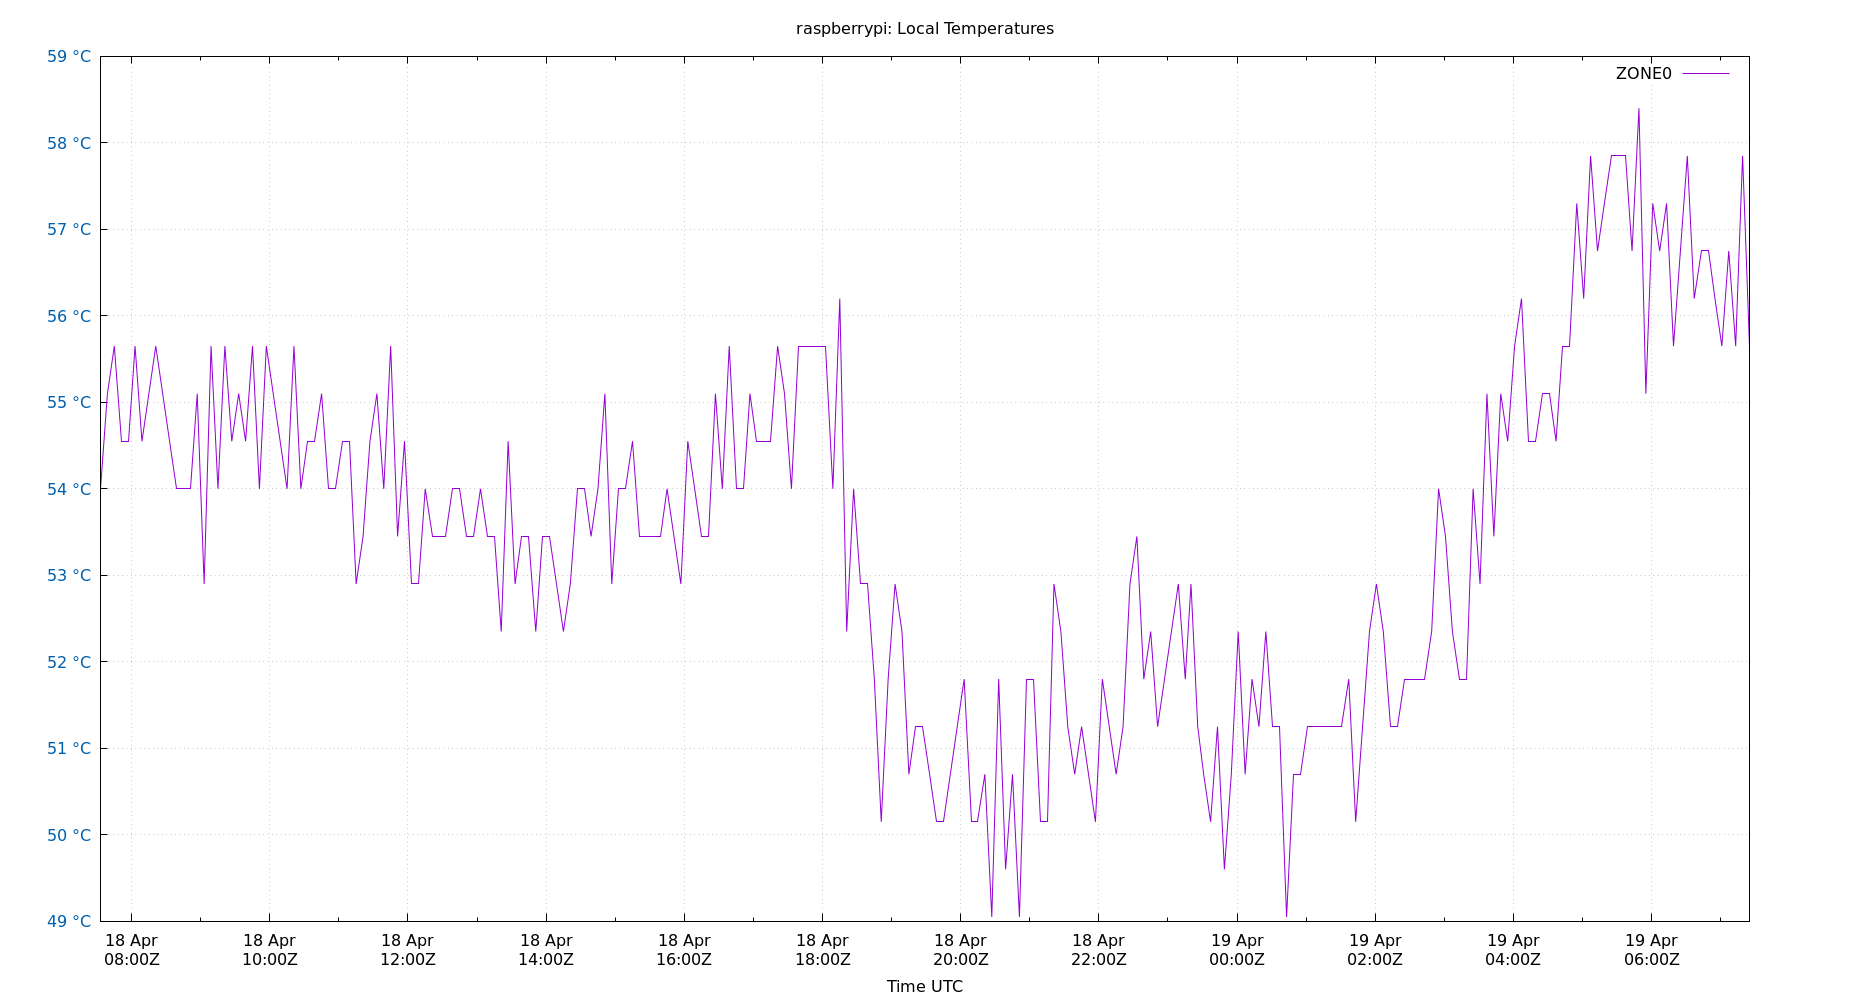 raspberrypi: Local Temperatures
59 °C
ZONE0
58 °C
57 °C
56 °C
55 °C
54 °C
53 °C
52 °C
51 °C
50 °C
49 °C
18 Apr 18 Apr 18 Apr 18 Apr 18 Apr 18 Apr 18 Apr 18 Apr 19 Apr 19 Apr 19 Apr 19 Apr
08:00Z 10:00Z 12:00Z 14:00Z 16:00Z 18:00Z 20:00Z 22:00Z 00:00Z 02:00Z 04:00Z 06:00Z
Time UTC